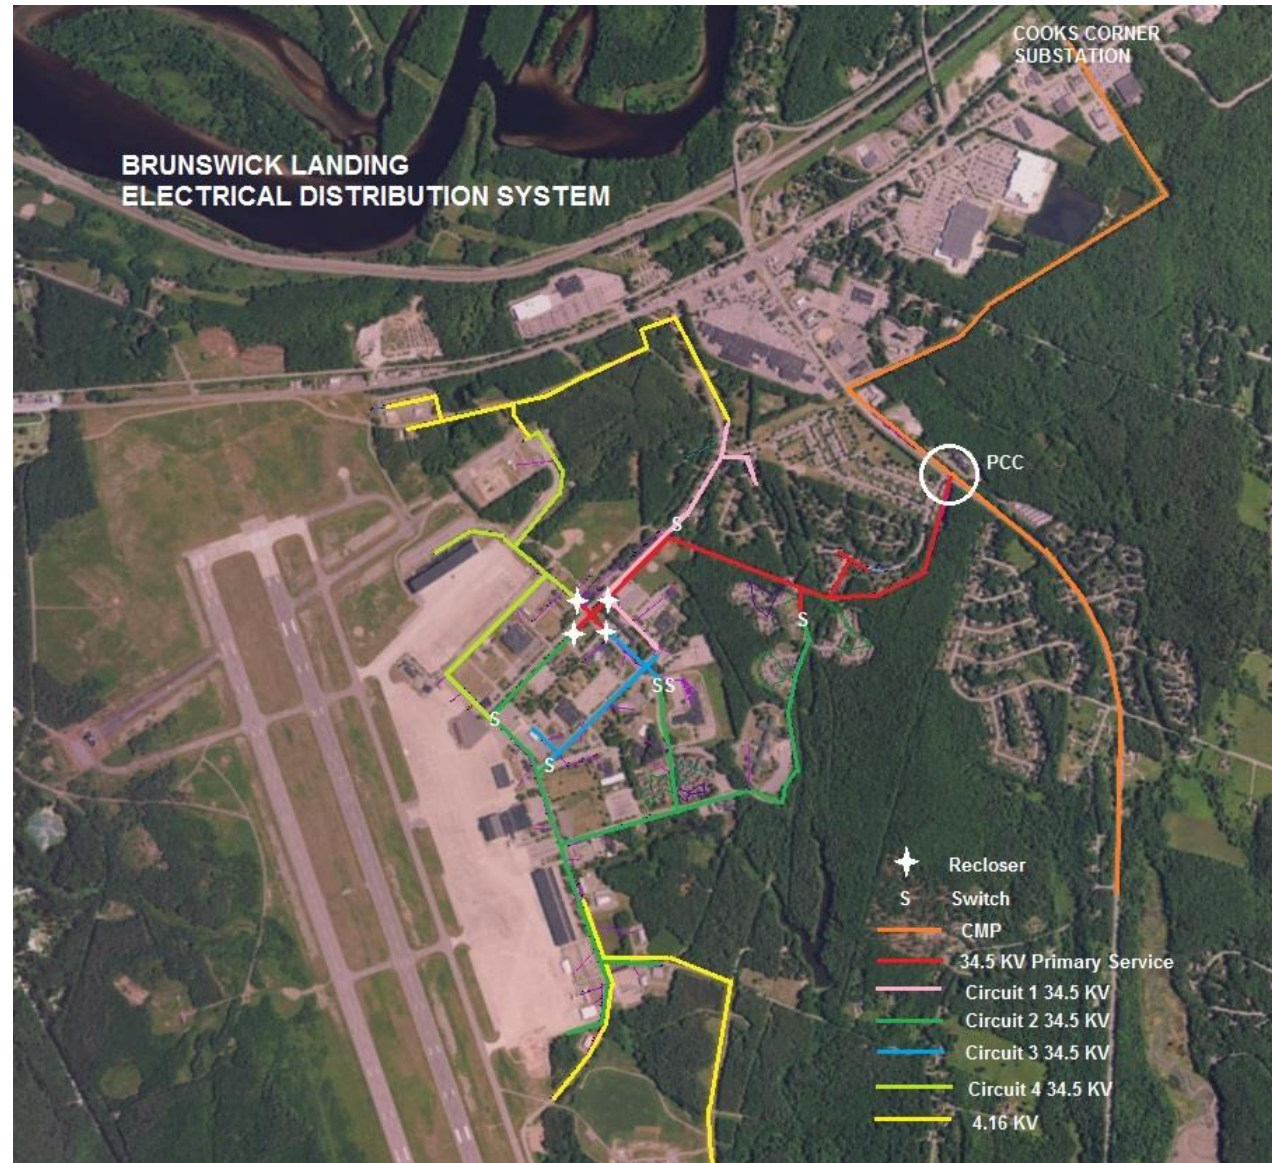 COOKS CORNER
SUBSTATION
BRUNSWICK LANDING
ELECTRICAL DISTRIBUTION SYSTEM
PCC
S
S
SS
S
S
Recloser
S Switch
CMP
34.5 KV Primary Service
Circuit 1 34.5 KV
Circuit 2 34.5 KV
Circuit 3 34.5 KV
Circuit 4 34.5 KV
4.16 KV